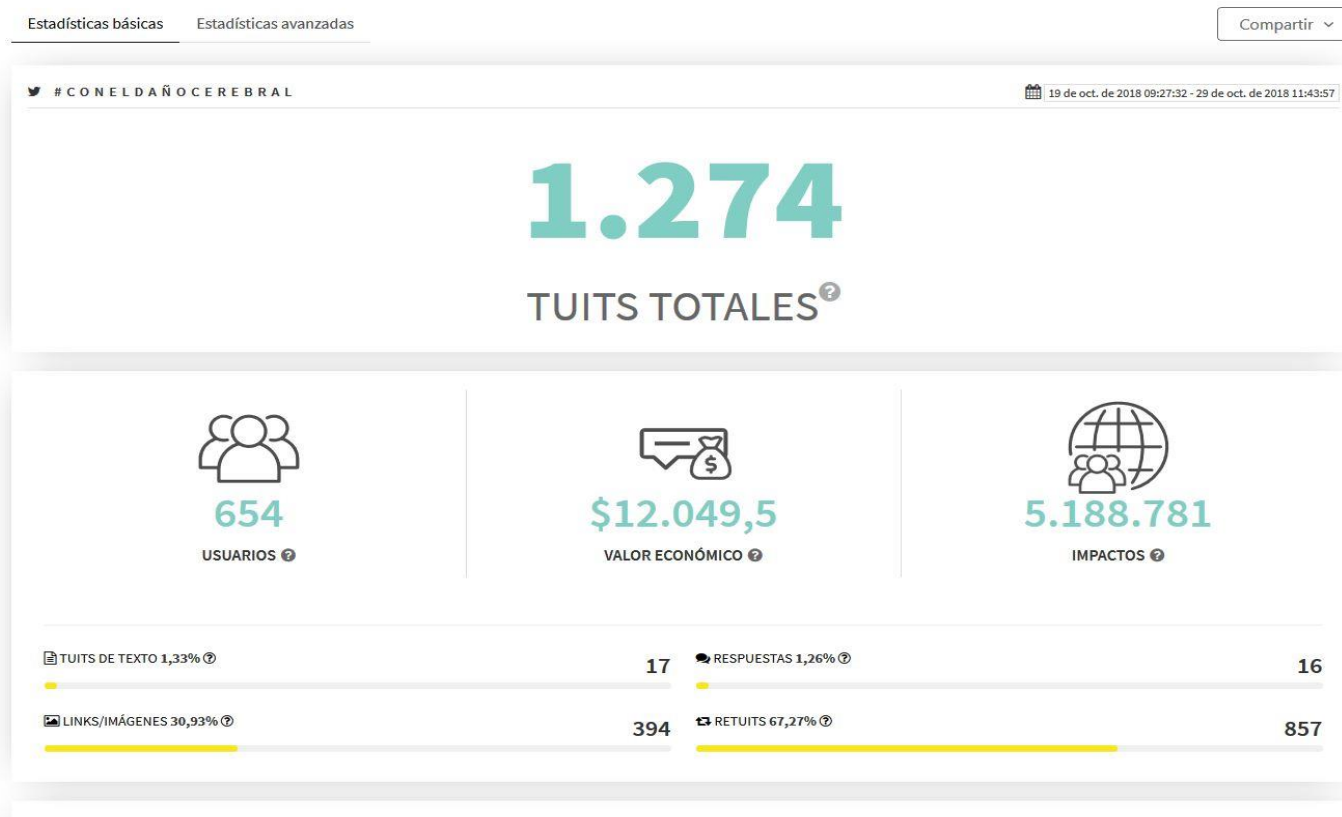 Estadísticas básicas Estadísticas avanzadas Compartir
#CONELDAÑOCEREBRAL 19 de oct. de 2018 09:27:32 - 29 de oct. de 2018 11:43:57
1.274
TUITS TOTALES ?
$
654 $12.049,5 5.188.781
USUARIOS ? VALOR ECONÓMICO ? IMPACTOS ?
TUITS DE TEXTO 1,33% ? 17 RESPUESTAS 1,26% ? 16
LINKS/IMÁGENES 30,93% ? 394 RETUITS 67,27% ? 857